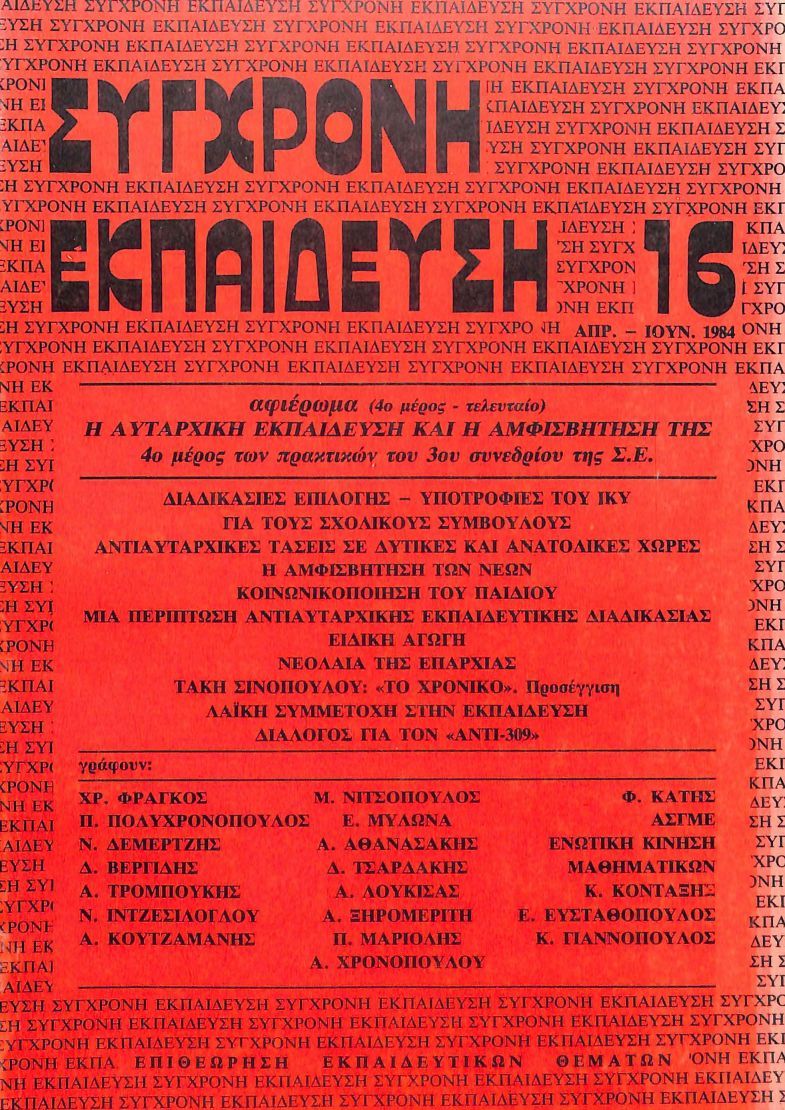 ΣΥΓΧΡΟΝΗ
ΕΚΠΑΙΔΕΥΣΗ 16
ΑΠΡ. – ΙΟΥΝ. 1984
αφιέρωμα (4ο μέρος - τελευταίο)
Η ΑΥΤΑΡΧΙΚΗ ΕΚΠΑΙΔΕΥΣΗ ΚΑΙ Η ΑΜΦΙΣΒΗΤΗΣΗ ΤΗΣ
4ο μέρος των πρακτικών του 3ου συνεδρίου της Σ.Ε.
ΔΙΑΔΙΚΑΣΙΕΣ ΕΠΙΛΟΓΗΣ – ΥΠΟΤΡΟΦΙΕΣ ΤΟΥ ΙΚΥ
ΓΙΑ ΤΟΥΣ ΣΧΟΛΙΚΟΥΣ ΣΥΜΒΟΥΛΟΥΣ
ΑΝΤΙΑΥΤΑΡΧΙΚΕΣ ΤΑΣΕΙΣ ΣΕ ΔΥΤΙΚΕΣ ΚΑΙ ΑΝΑΤΟΛΙΚΕΣ ΧΩΡΕΣ
Η ΑΜΦΙΣΒΗΤΗΣΗ ΤΩΝ ΝΕΩΝ
ΚΟΙΝΩΝΙΚΟΠΟΙΗΣΗ ΤΟΥ ΠΑΙΔΙΟΥ
ΜΙΑ ΠΕΡΙΠΤΩΣΗ ΑΝΤΙΑΥΤΑΡΧΙΚΗΣ ΕΚΠΑΙΔΕΥΤΙΚΗΣ ΔΙΑΔΙΚΑΣΙΑΣ
ΕΙΔΙΚΗ ΑΓΩΓΗ
ΝΕΟΛΑΙΑ ΤΗΣ ΕΠΑΡΧΙΑΣ
ΤΑΚΗ ΣΙΝΟΠΟΥΛΟΥ: «ΤΟ ΧΡΟΝΙΚΟ». Προσέγγιση
ΛΑΪΚΗ ΣΥΜΜΕΤΟΧΗ ΣΤΗΝ ΕΚΠΑΙΔΕΥΣΗ
ΔΙΑΛΟΓΟΣ ΓΙΑ ΤΟΝ «ΑΝΤΙ-309»
γράφουν:
ΧΡ. ΦΡΑΓΚΟΣ Μ. ΝΙΤΣΟΠΟΥΛΟΣ Φ. ΚΑΤΗΣ
Π. ΠΟΛΥΧΡΟΝΟΠΟΥΛΟΣ Ε. ΜΥΛΩΝΑ ΑΣΓΜΕ
Ν. ΔΕΜΕΡΤΖΗΣ Α. ΑΘΑΝΑΣΑΚΗΣ ΕΝΩΤΙΚΗ ΚΙΝΗΣΗ
Δ. ΒΕΡΓΙΔΗΣ Δ. ΤΣΑΡΔΑΚΗΣ ΜΑΘΗΜΑΤΙΚΩΝ
Α. ΤΡΟΜΠΟΥΚΗΣ Α. ΛΟΥΚΙΣΑΣ Κ. ΚΟΝΤΑΞΗΣ
Ν. ΙΝΤΖΕΣΙΛΟΓΛΟΥ Α. ΞΗΡΟΜΕΡΙΤΗ Ε. ΕΥΣΤΑΘΟΠΟΥΛΟΣ
Α. ΚΟΥΤΖΑΜΑΝΗΣ Π. ΜΑΡΙΟΛΗΣ Κ. ΓΙΑΝΝΟΠΟΥΛΟΣ
Α. ΧΡΟΝΟΠΟΥΛΟΥ
ΕΠΙΘΕΩΡΗΣΗ ΕΚΠΑΙΔΕΥΤΙΚΩΝ ΘΕΜΑΤΩΝ